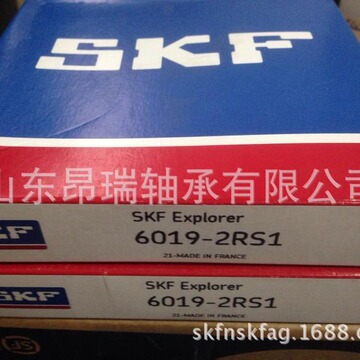 SKF
山东昂瑞轴承有限公司
SKF
SKF Explorer
6019-2RS1
21-MADE IN FRANCE
SKF
SKF Explorer
6019-2RS1
21-MADE IN FRANCE
skfnskfag.1688.c